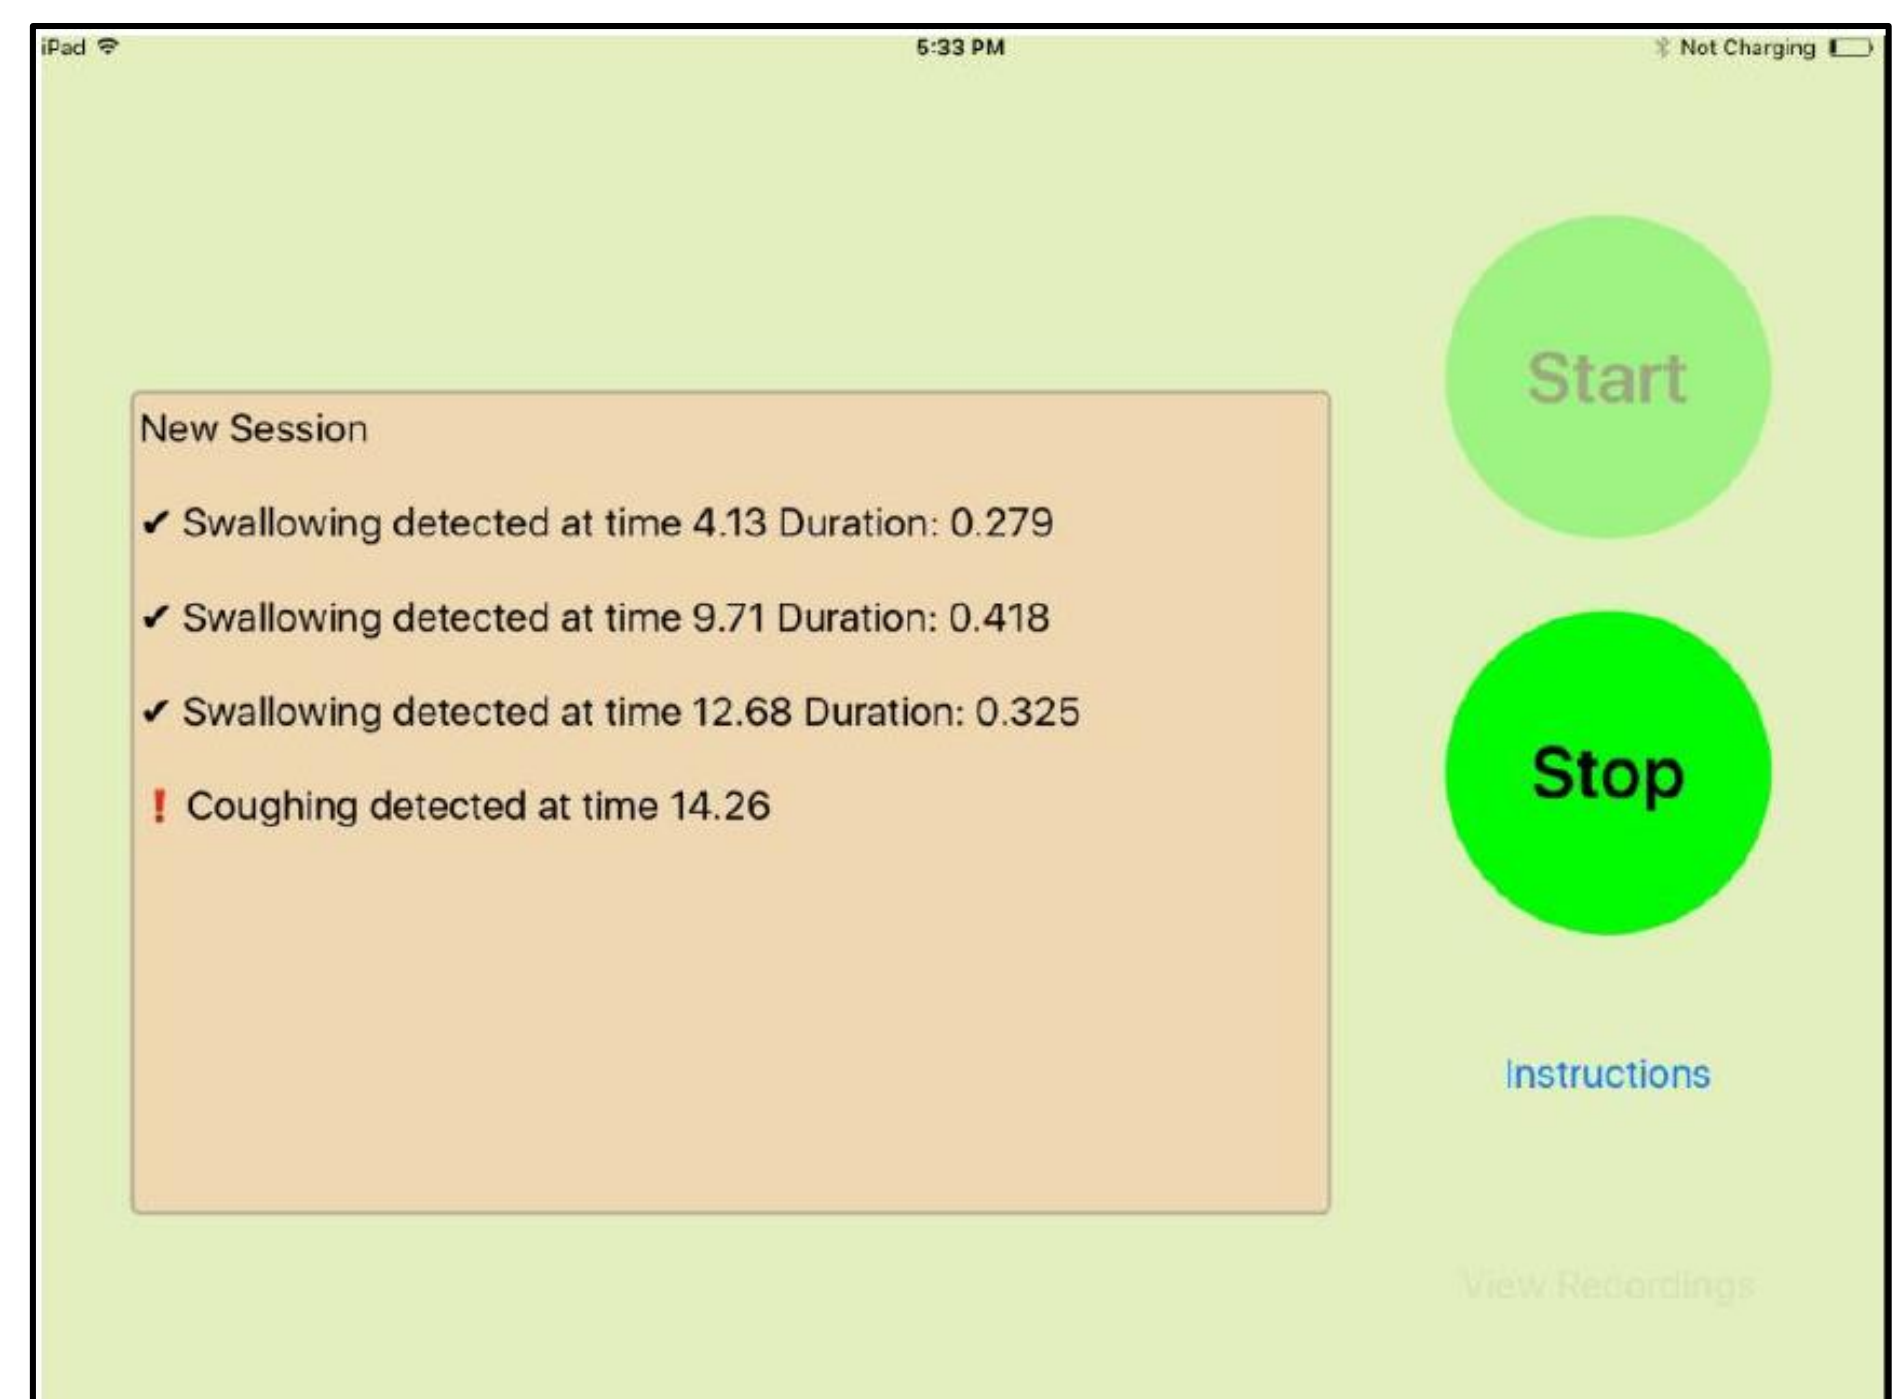 iPad 5:33 PM Not Charging
Start
New Session
✔ Swallowing detected at time 4.13 Duration: 0.279
✔ Swallowing detected at time 9.71 Duration: 0.418
✔ Swallowing detected at time 12.68 Duration: 0.325
Stop
❗ Coughing detected at time 14.26
Instructions
View Recordings